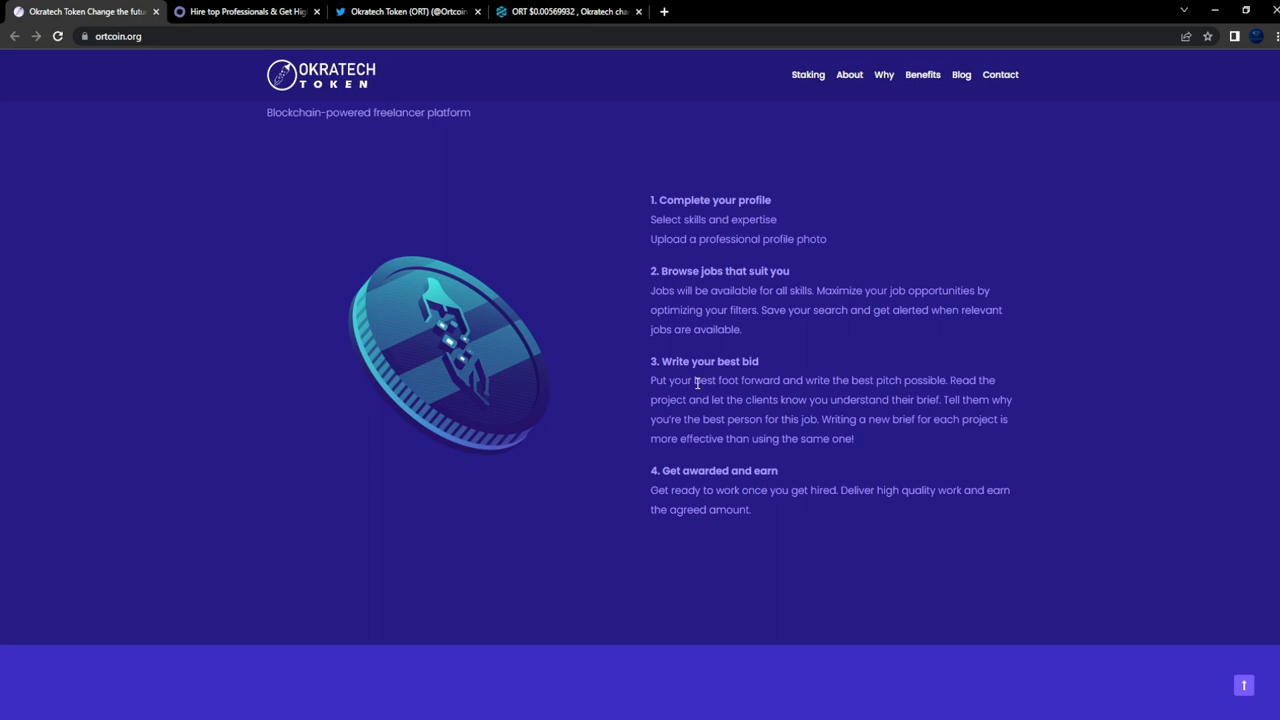 Okratech Token Change the futur
Hire top Professionals & Get Hig
Okratech Token (ORT) (@Ortcoin
ORT $0.00569932 , Okratech cha
ortcoin.org
OKRATECH
TOKEN
Staking
About
Why
Benefits
Blog
Contact
Blockchain-powered freelancer platform
1. Complete your profile
Select skills and expertise
Upload a professional profile photo
2. Browse jobs that suit you
Jobs will be available for all skills. Maximize your job opportunities by
optimizing your filters. Save your search and get alerted when relevant
jobs are available.
3. Write your best bid
Put your best foot forward and write the best pitch possible. Read the
project and let the clients know you understand their brief. Tell them why
you're the best person for this job. Writing a new brief for each project is
more effective than using the same one!
4. Get awarded and earn
Get ready to work once you get hired. Deliver high quality work and earn
the agreed amount.